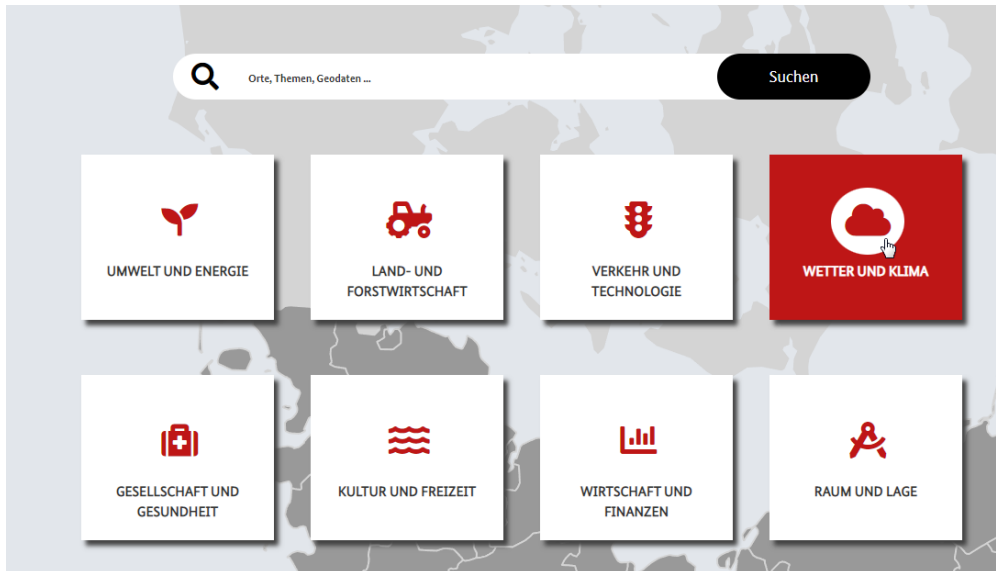 Orte, Themen, Geodaten ...
Suchen
UMWELT UND ENERGIE
LAND- UND
FORSTWIRTSCHAFT
VERKEHR UND
TECHNOLOGIE
WETTER UND KLIMA
GESELLSCHAFT UND
GESUNDHEIT
KULTUR UND FREIZEIT
WIRTSCHAFT UND
FINANZEN
RAUM UND LAGE